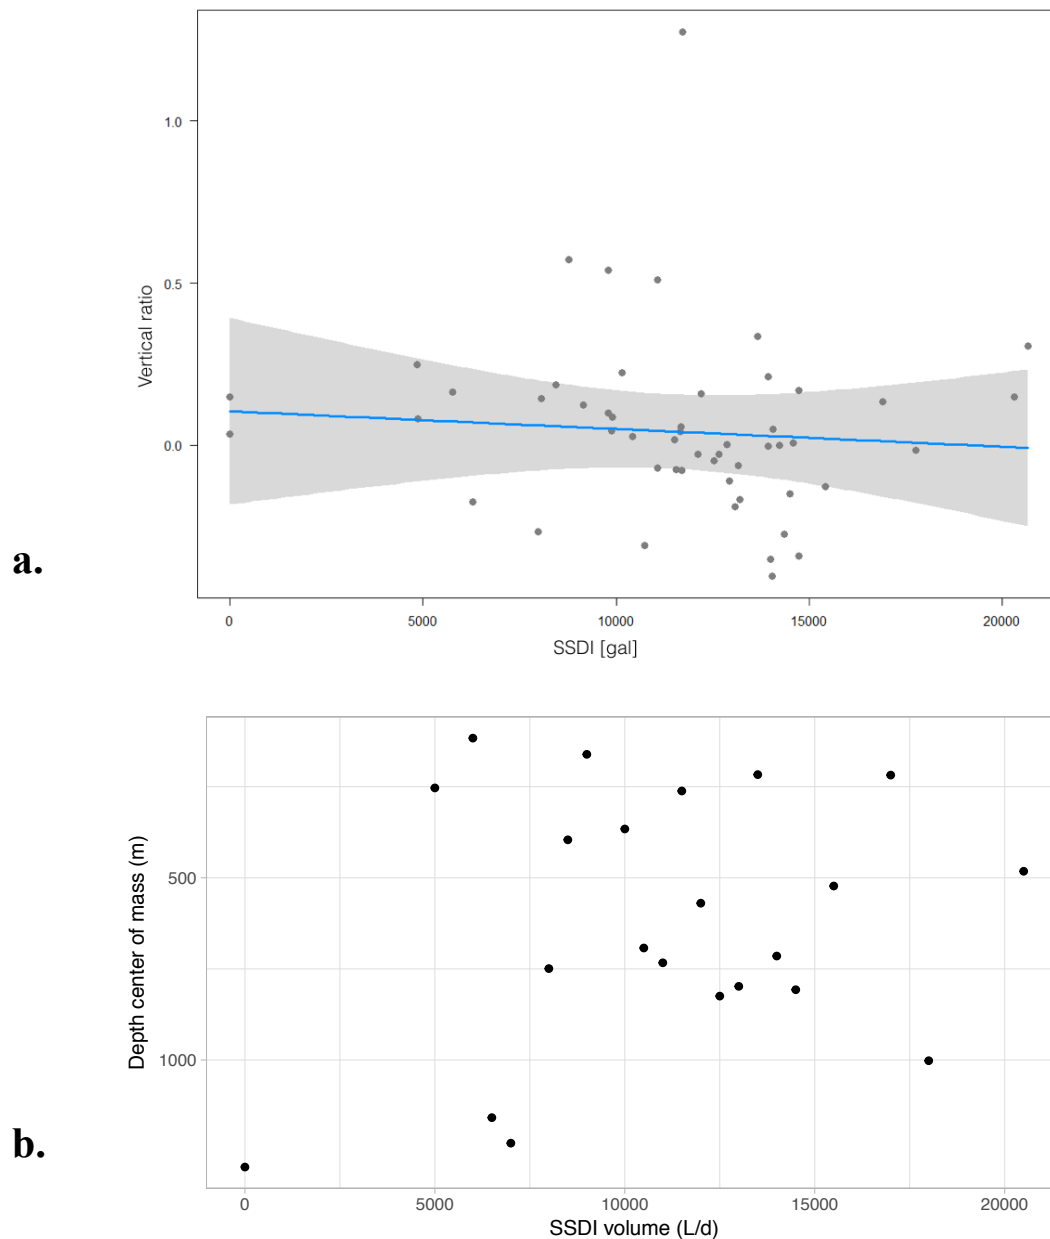 1.0
0.5
0.0
Vertical ratio
a.
0 5000 10000 15000 20000
SSDI [gal]
500
1000
Depth center of mass (m)
b.
0 5000 10000 15000 20000
SSDI volume (L/d)